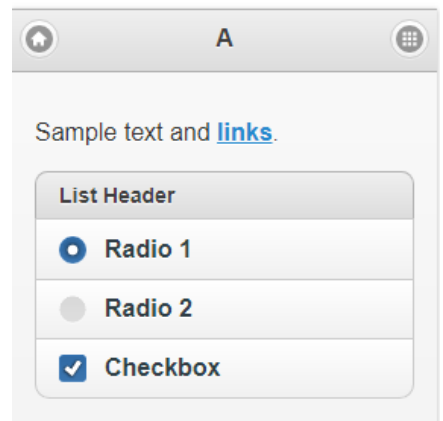 A
Sample text and links.
List Header
Radio 1
Radio 2
Checkbox